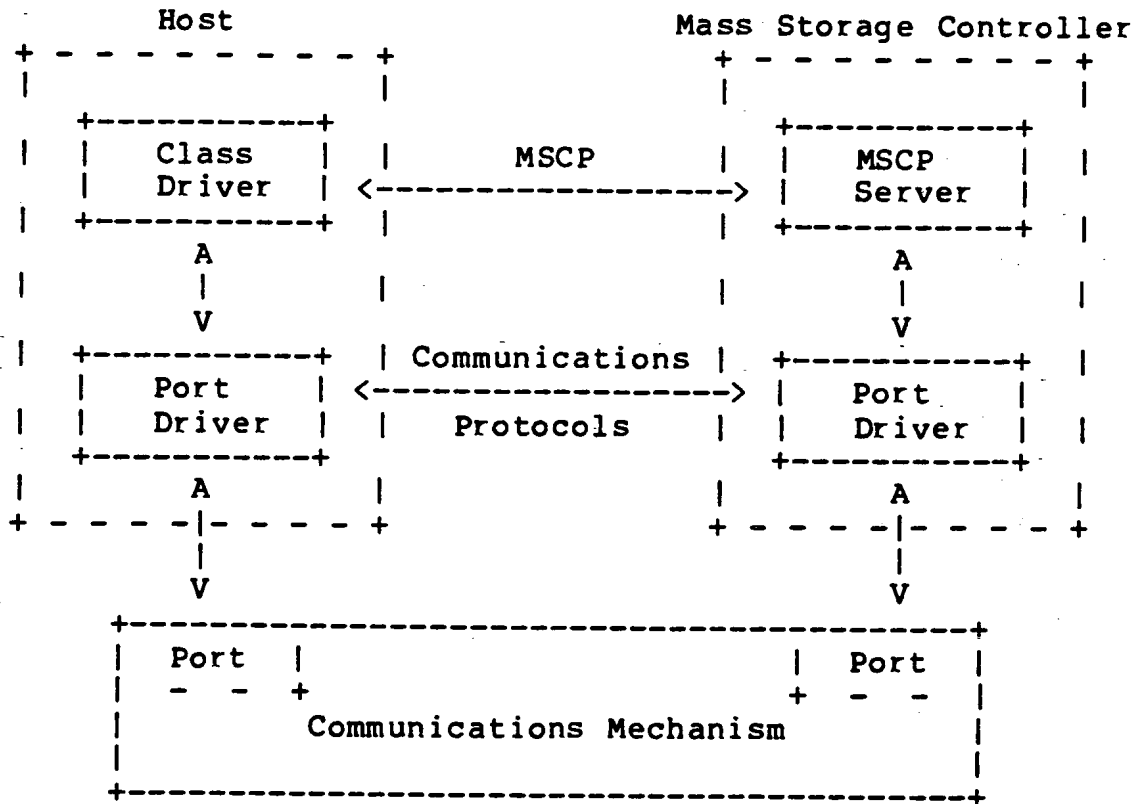 Host
Mass Storage Controller
Class
Driver
MSCP
MSCP
Server
A
A
V
V
Communications
Protocols
Port
Driver
Port
Driver
A
A
V
V
Port
Port
Communications Mechanism